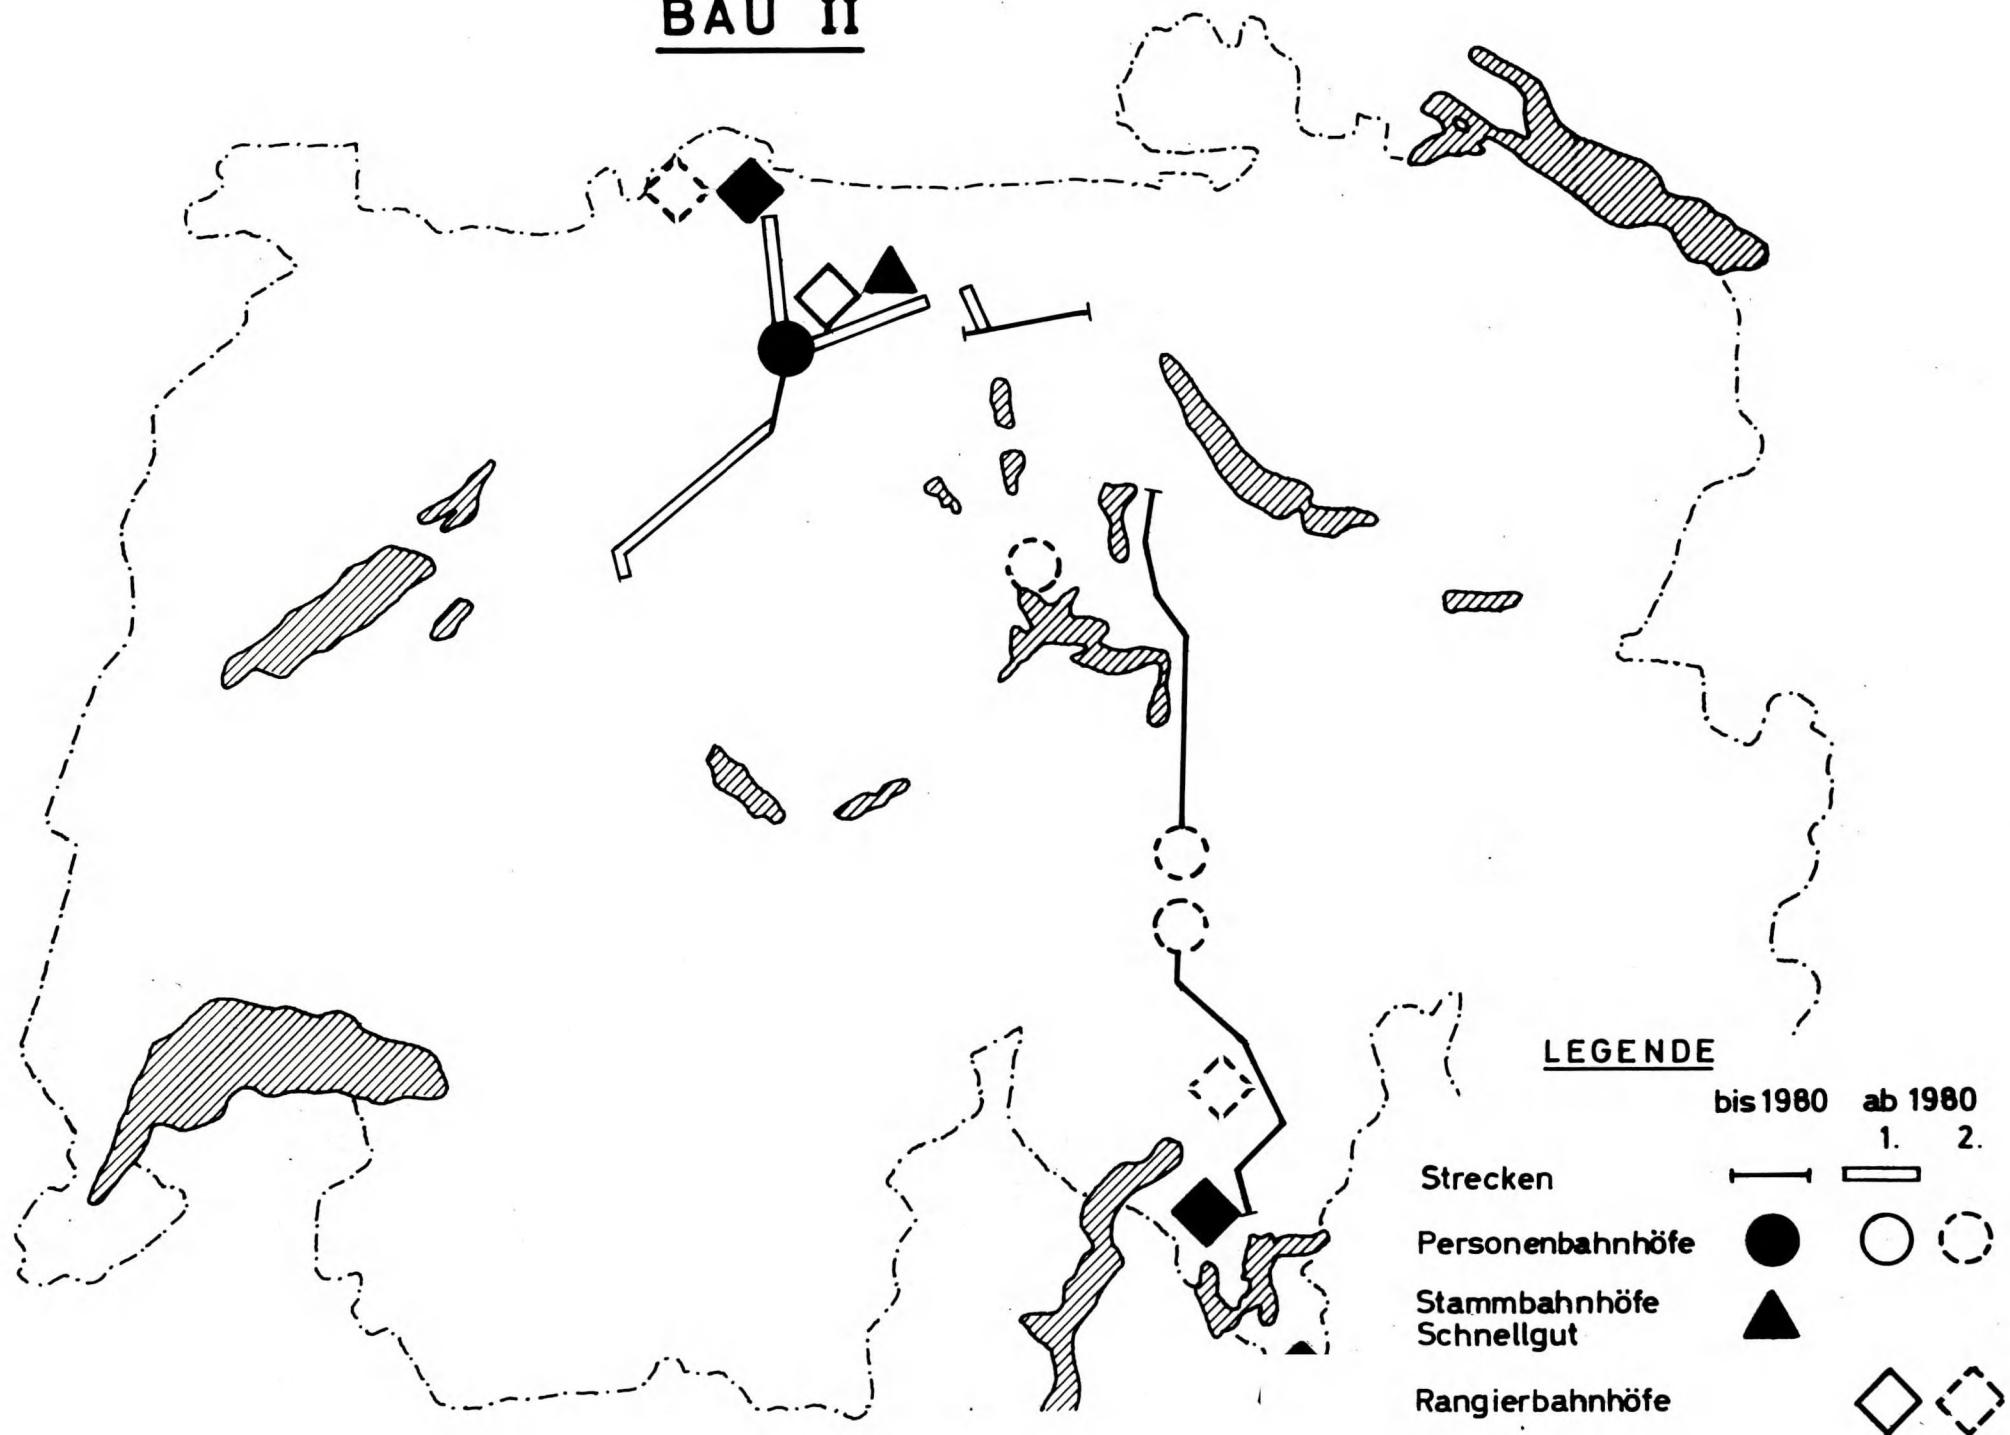 BAU II
LEGENDE
bis 1980 ab 1980
1. 2.
Strecken
Personenbahnhöfe
Stammbahnhöfe
Schnellgut
Rangierbahnhöfe